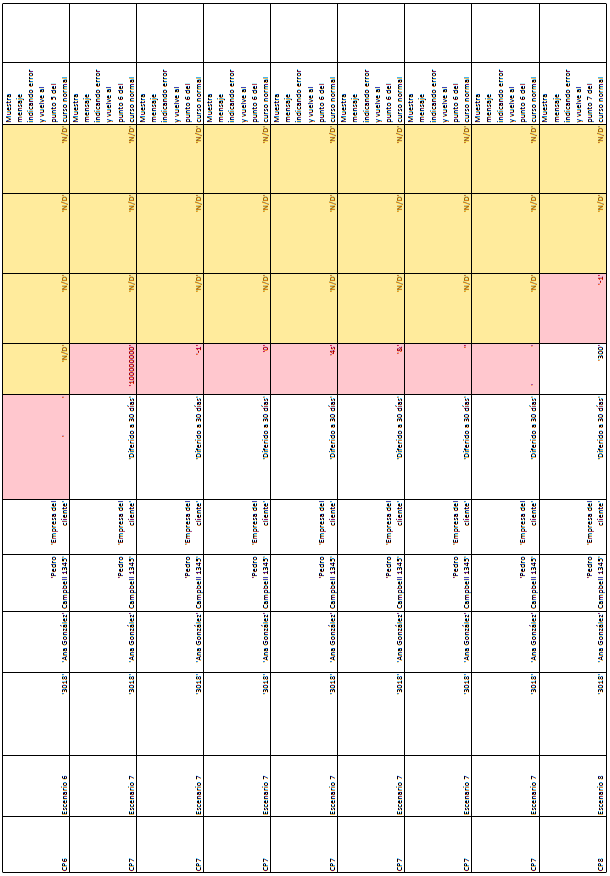 CP6
Escenario 6
'3018'
'Ana González'
'Pedro
Campbell 1345'
'Empresa del
cliente'
' '
'N/D'
'N/D'
'N/D'
'N/D'
Muestra
mensaje
indicando error
y vuelve al
punto 5 del
curso normal
CP7
Escenario 7
'3018'
'Ana González'
'Pedro
Campbell 1345'
'Empresa del
cliente'
'Diferido a 30 días'
'100000000'
'N/D'
'N/D'
'N/D'
Muestra
mensaje
indicando error
y vuelve al
punto 6 del
curso normal
CP7
Escenario 7
'3018'
'Ana González'
'Pedro
Campbell 1345'
'Empresa del
cliente'
'Diferido a 30 días'
'-1'
'N/D'
'N/D'
'N/D'
Muestra
mensaje
indicando error
y vuelve al
punto 6 del
curso normal
CP7
Escenario 7
'3018'
'Ana González'
'Pedro
Campbell 1345'
'Empresa del
cliente'
'Diferido a 30 días'
'0'
'N/D'
'N/D'
'N/D'
Muestra
mensaje
indicando error
y vuelve al
punto 6 del
curso normal
CP7
Escenario 7
'3018'
'Ana González'
'Pedro
Campbell 1345'
'Empresa del
cliente'
'Diferido a 30 días'
'4s'
'N/D'
'N/D'
'N/D'
Muestra
mensaje
indicando error
y vuelve al
punto 6 del
curso normal
CP7
Escenario 7
'3018'
'Ana González'
'Pedro
Campbell 1345'
'Empresa del
cliente'
'Diferido a 30 días'
'&'
'N/D'
'N/D'
'N/D'
Muestra
mensaje
indicando error
y vuelve al
punto 6 del
curso normal
CP7
Escenario 7
'3018'
'Ana González'
'Pedro
Campbell 1345'
'Empresa del
cliente'
'Diferido a 30 días'
''
'N/D'
'N/D'
'N/D'
Muestra
mensaje
indicando error
y vuelve al
punto 6 del
curso normal
CP7
Escenario 7
'3018'
'Ana González'
'Pedro
Campbell 1345'
'Empresa del
cliente'
'Diferido a 30 días'
' '
'N/D'
'N/D'
'N/D'
Muestra
mensaje
indicando error
y vuelve al
punto 6 del
curso normal
CP8
Escenario 8
'3018'
'Ana González'
'Pedro
Campbell 1345'
'Empresa del
cliente'
'Diferido a 30 días'
'300'
'-1'
'N/D'
'N/D'
Muestra
mensaje
indicando error
y vuelve al
punto 7 del
curso normal